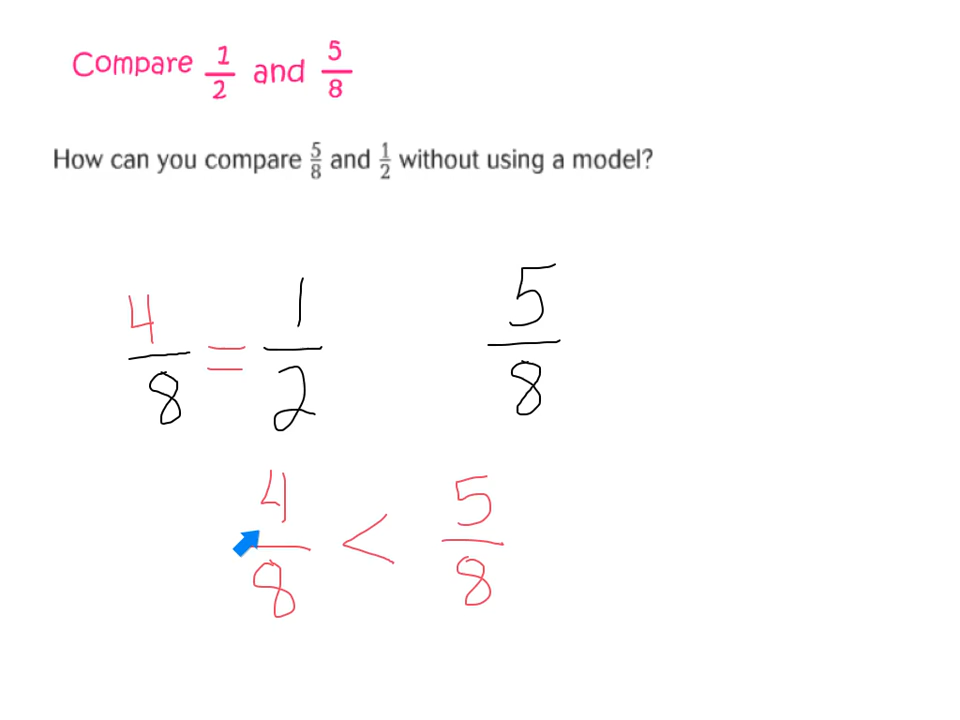 Compare 1/2 and 5/8
How can you compare 5/8 and 1/2 without using a model?
4/8 = 1/2 5/8
4/8 < 5/8